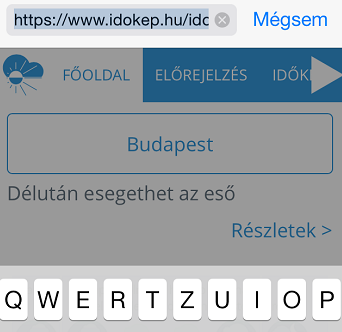 https://www.idokep.hu/ido Mégsem
FŐOLDAL ELŐREJELZÉS IDŐK
Budapest
Délután esegethet az eső
Részletek >
Q W E R T Z U I O P